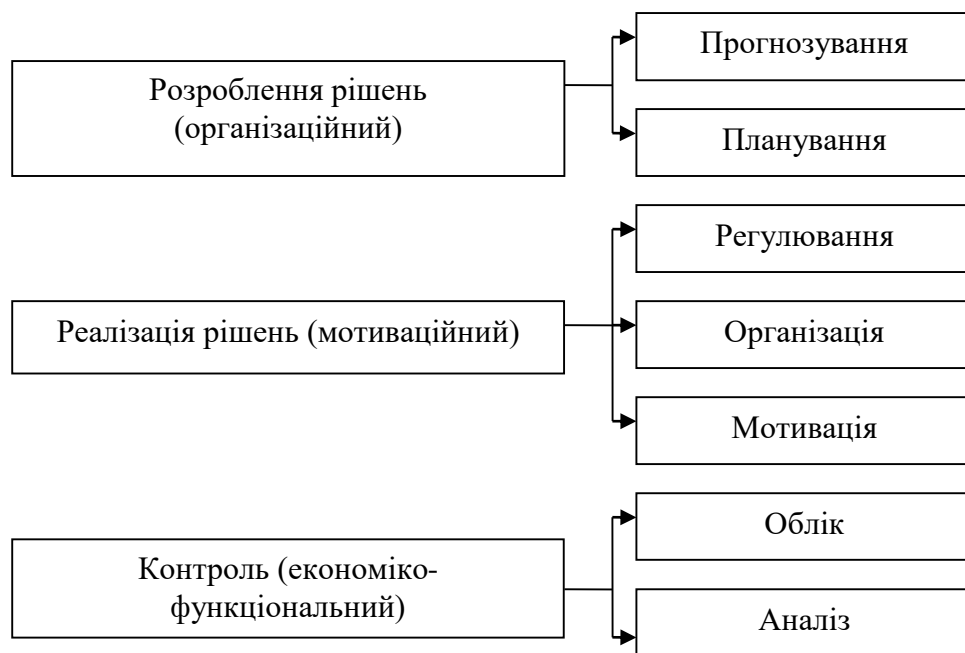 Розроблення рішень
(організаційний)
Прогнозування
Планування
Реалізація рішень (мотиваційний)
Регулювання
Організація
Мотивація
Контроль (економіко-
функціональний)
Облік
Аналіз